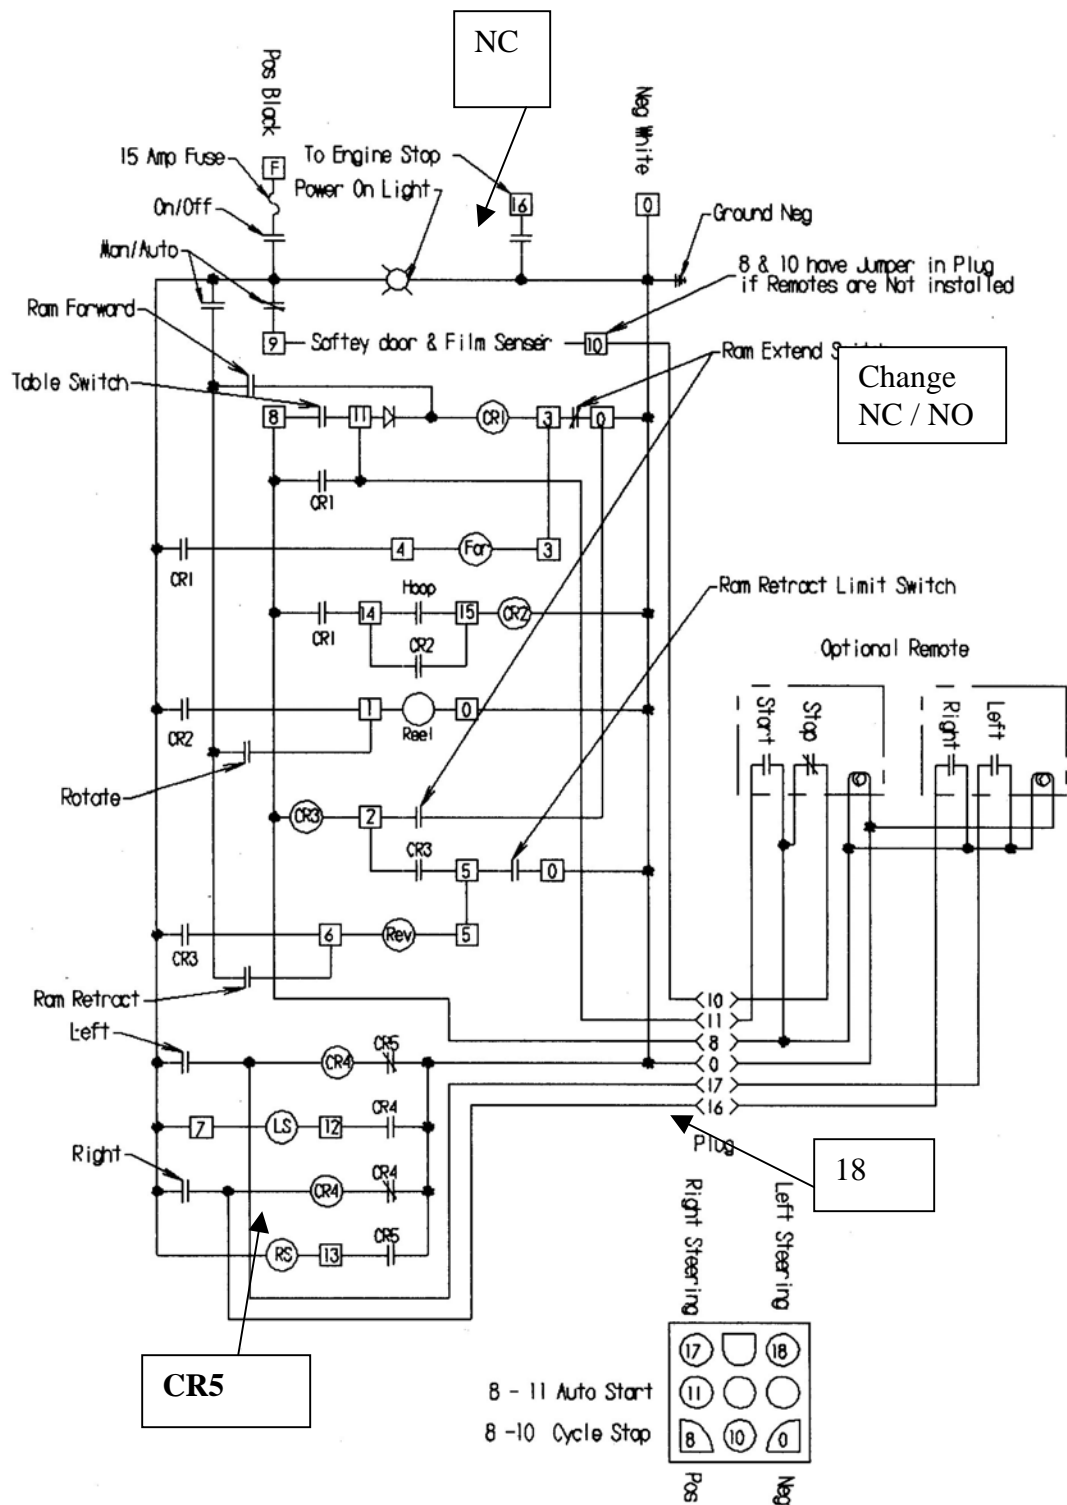 NC
Pos Black
Neg White
15 Amp Fuse
F
To Engine Stop
Power On Light
16
0
On/Off
Ground Neg
Man/Auto
8 & 10 have Jumper in Plug
if Remotes are Not installed
Ram Forward
9
Saftey door & Film Senser
10
Ram Extend
Change
NC / NO
Table Switch
8
11
CR1
3
0
CR1
CR1
4
For
3
Ram Retract Limit Switch
Hoop
CR1
14
15
CR2
CR2
Optional Remote
CR2
1
Reel
0
Start
Stop
Right
Left
Rotate
CR3
2
CR3
5
0
CR3
6
Rev
5
Ram Retract
10
11
Left
8
CR4
CR5
0
17
16
7
LS
12
CR4
Plug
18
Right
CR4
CR4
RS
13
CR5
Right Steering
Left Steering
CR5
17
18
8 - 11 Auto Start
11
8 -10 Cycle Stop
8
10
0
Pos
Neg